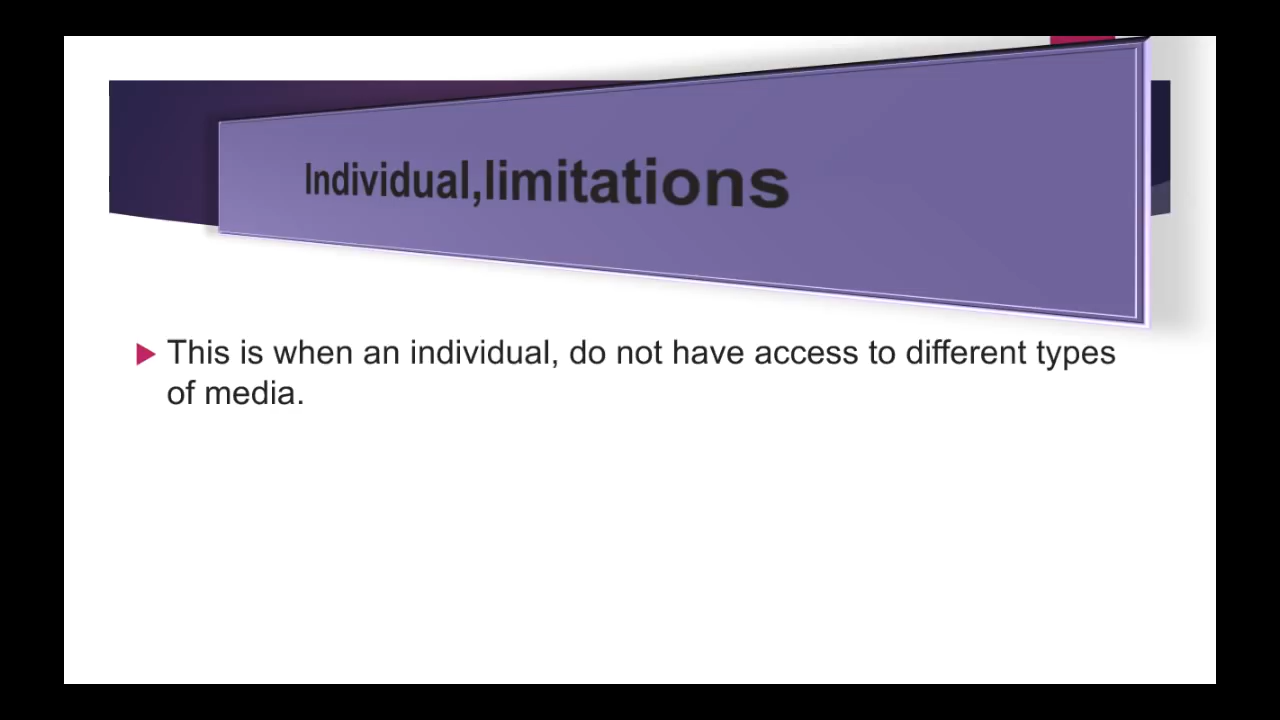 Individual,limitations
This is when an individual, do not have access to different types
of media.